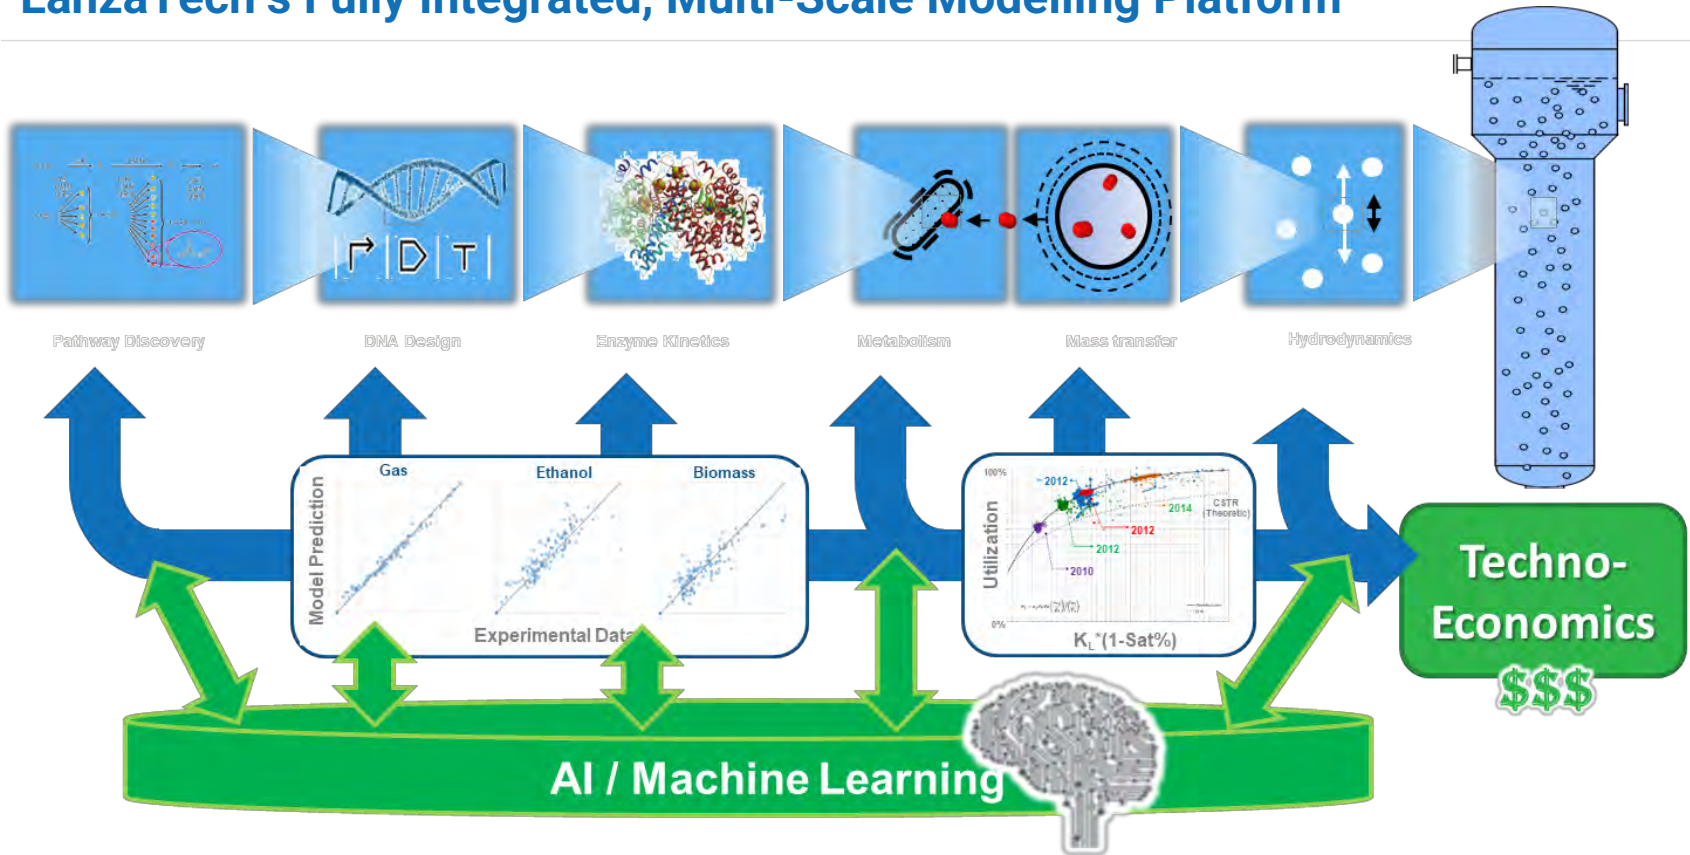 LanzaTech's Fully Integrated, Multi-Scale Modelling Platform
T
Pathway Discovery
DNA Design
Enzyme Kinetics
Metabolism
Mass transfer
Hydrodynamics
Gas
Ethanol
Biomass
Model Prediction
Experimental Data
100%
2012
2014
CSTR
(Theoretic)
2012
2012
2010
Utilization
0%
K_L*(1-Sat%)
Techno-
Economics
$$$
AI / Machine Learning